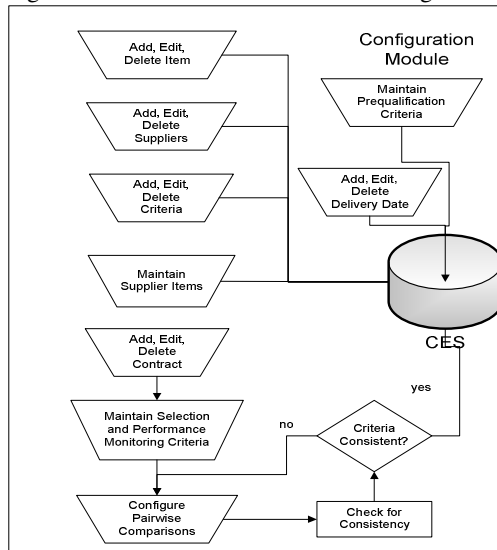 Configuration
Module
Add, Edit,
Delete Item
Maintain
Prequalification
Criteria
Add, Edit,
Delete
Suppliers
Add, Edit,
Delete
Criteria
Add, Edit,
Delete
Delivery Date
Maintain
Supplier Items
CES
Add, Edit,
Delete
Contract
yes
Maintain Selection
and Performance
Monitoring Criteria
no
Criteria
Consistent?
Configure
Pairwise
Comparisons
Check for
Consistency